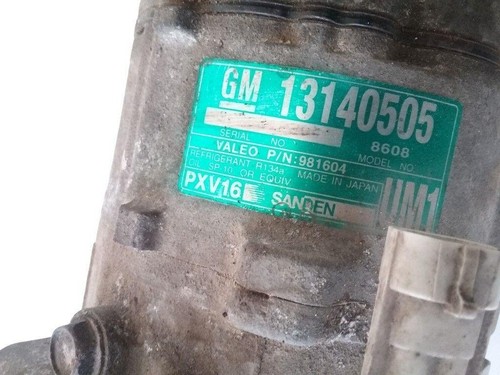 GM 13140505
SERIAL NO 8608
VALEO P/N:981604 MODEL NO.
REFRIGERANT R134a MADE IN JAPAN
OIL SP-10 OR EQUIV.
PXV16 SANDEN UM1